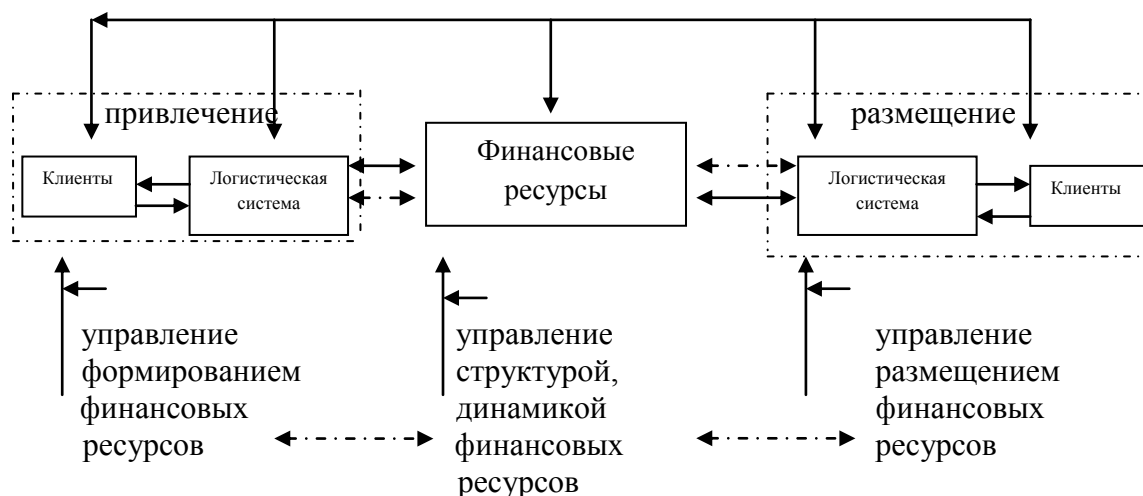 привлечение
размещение
Финансовые
ресурсы
Клиенты
Логистическая
система
Логистическая
система
Клиенты
управление
формированием
финансовых
ресурсов
управление
структурой,
динамикой
финансовых
ресурсов
управление
размещением
финансовых
ресурсов